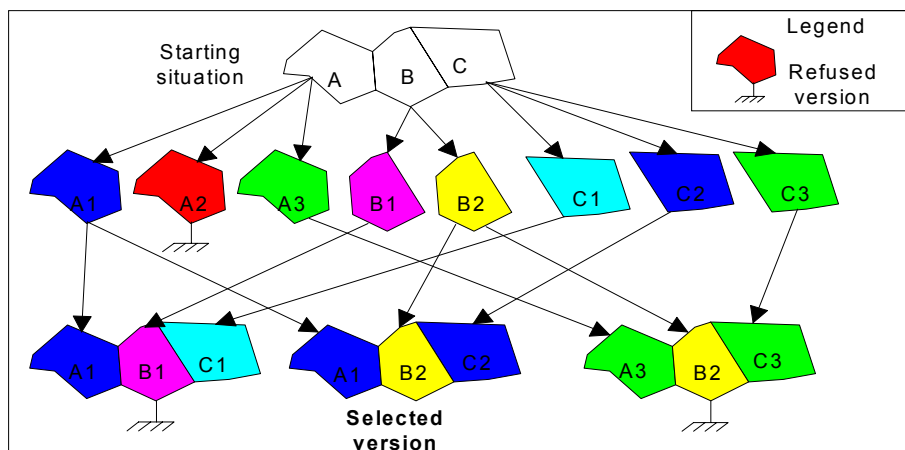 Starting
situation
A
B
C
Legend
Refused
version
A1
A2
A3
B1
B2
C1
C2
C3
A1
B1
C1
A1
B2
C2
A3
B2
C3
Selected
version